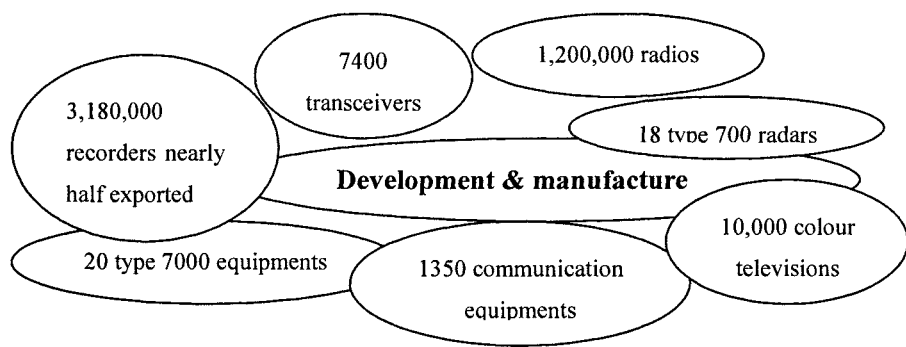 7400
transceivers
1,200,000 radios
3,180,000
recorders nearly
half exported
18 type 700 radars
Development & manufacture
10,000 colour
televisions
20 type 7000 equipments
1350 communication
equipments